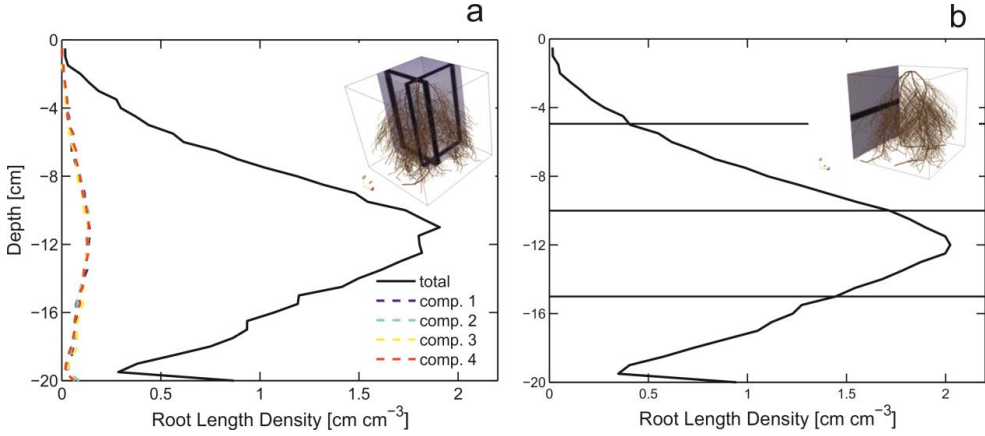 a
b
0
−4
−8
−12
−16
−20
Depth [cm]
total
comp. 1
comp. 2
comp. 3
comp. 4
0
0.5
1
1.5
2
Root Length Density [cm cm⁻³]
0
−4
−8
−12
−16
−20
0
0.5
1
1.5
2
Root Length Density [cm cm⁻³]